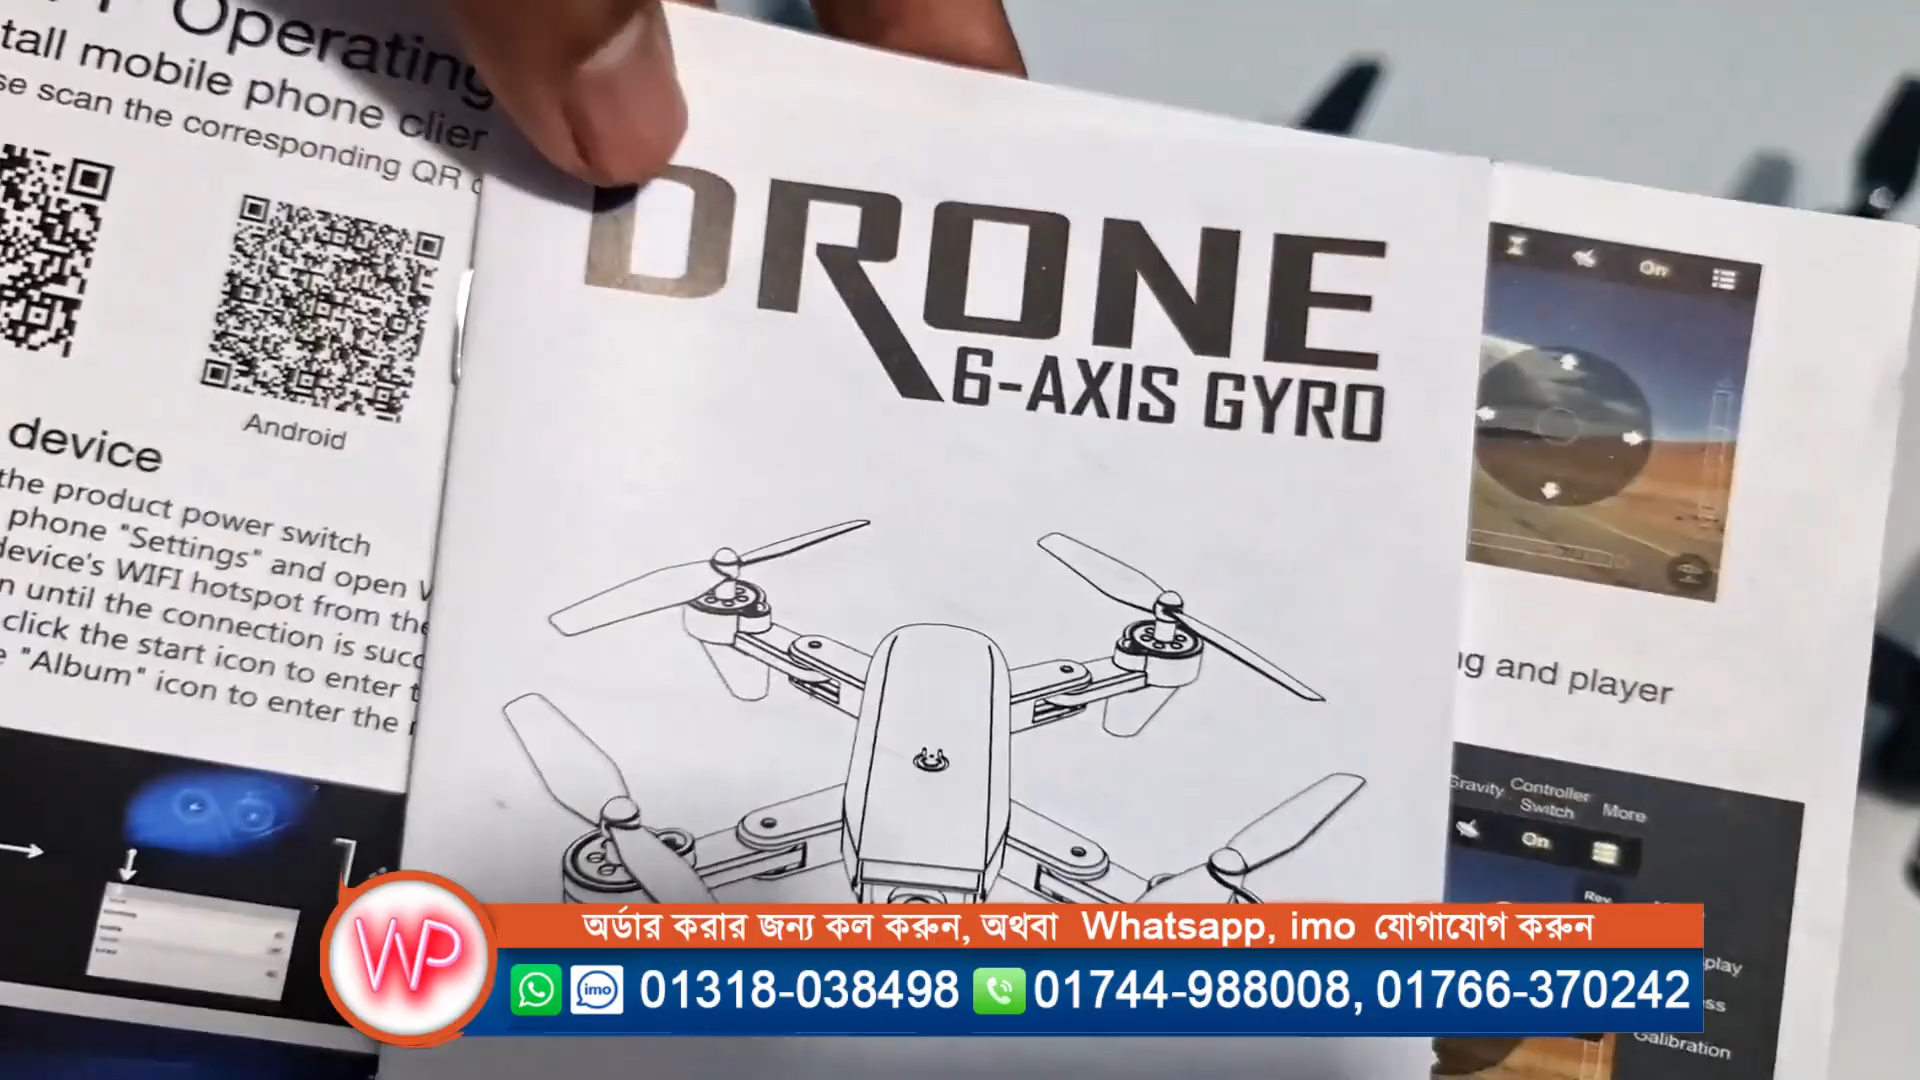 Operating
tall mobile phone
se scan the corresponding QR
Android
device
the product power switch
phone "Settings" and open
device's WIFI hotspot from the
n until the connection is succ
click the start icon to enter
e "Album" icon to enter the
DRONE
6-AXIS GYRO
On
ng and player
Gravity Controller Switch More
On
play
ss
Galibration
WP
অর্ডার করার জন্য কল করুন, অথবা Whatsapp, imo যোগাযোগ করুন
imo 01318-038498 01744-988008, 01766-370242